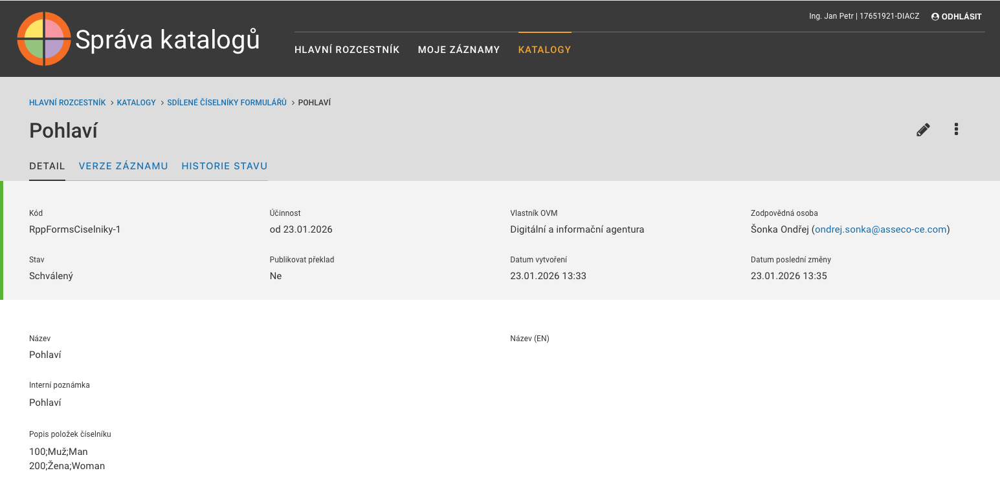 Správa katalogů
Ing. Jan Petr | 17651921-DIACZ ODHLÁSIT
HLAVNÍ ROZCESTNÍK MOJE ZÁZNAMY KATALOGY
HLAVNÍ ROZCESTNÍK > KATALOGY > SDÍLENÉ ČÍSELNÍKY FORMULÁŘŮ > POHLAVÍ
Pohlaví
DETAIL VERZE ZÁZNAMU HISTORIE STAVU
Kód Účinnost Vlastník OVM Zodpovědná osoba
RppFormsCiselniky-1 od 23.01.2026 Digitální a informační agentura Šonka Ondřej (ondrej.sonka@asseco-ce.com)
Stav Publikovat překlad Datum vytvoření Datum poslední změny
Schválený Ne 23.01.2026 13:33 23.01.2026 13:35
Název Název (EN)
Pohlaví
Interní poznámka
Pohlaví
Popis položek číselníku
100;Muž;Man
200;Žena;Woman